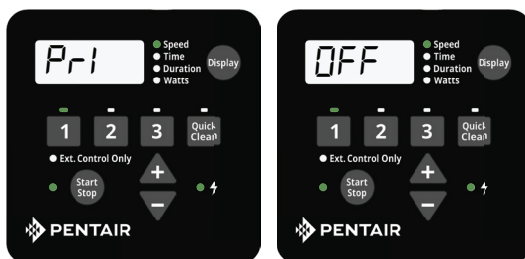 PrI
Speed
Time
Duration
Watts
Display
1 2 3 Quick Clean
Ext. Control Only
Start Stop
+
−
PENTAIR
OFF
Speed
Time
Duration
Watts
Display
1 2 3 Quick Clean
Ext. Control Only
Start Stop
+
−
PENTAIR